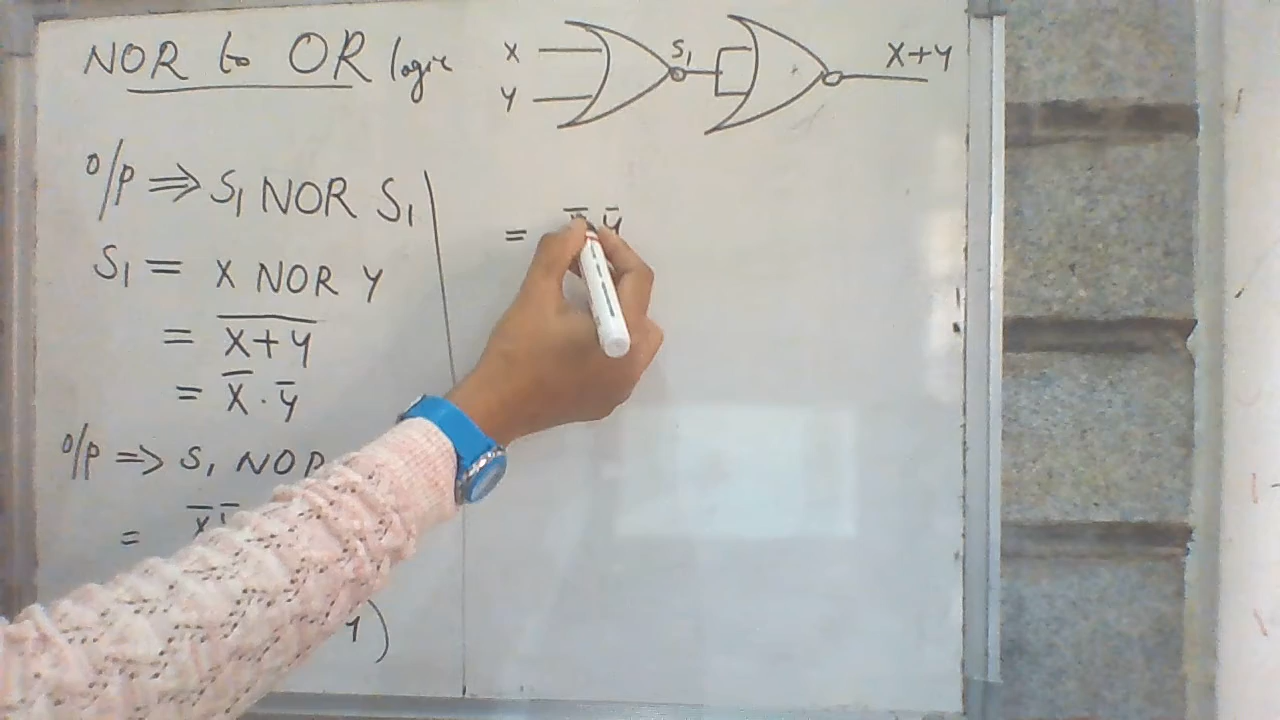 NOR to OR logic
X
Y
S₁
X+Y
O/P ⇒ S₁ NOR S₁
S₁ = X NOR Y
= X̅+̅Y̅
= X̅ . Y̅
O/P ⇒ S₁ NOR
= X̅
Y)
= X̅ Y̅